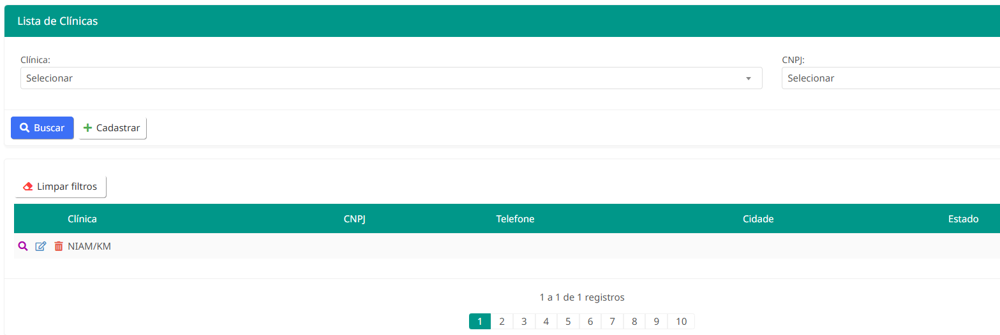 Lista de Clínicas
Clínica: CNPJ:
Selecionar Selecionar
Buscar Cadastrar
Limpar filtros
Clínica CNPJ Telefone Cidade Estado
NIAM/KM
1 a 1 de 1 registros
1 2 3 4 5 6 7 8 9 10